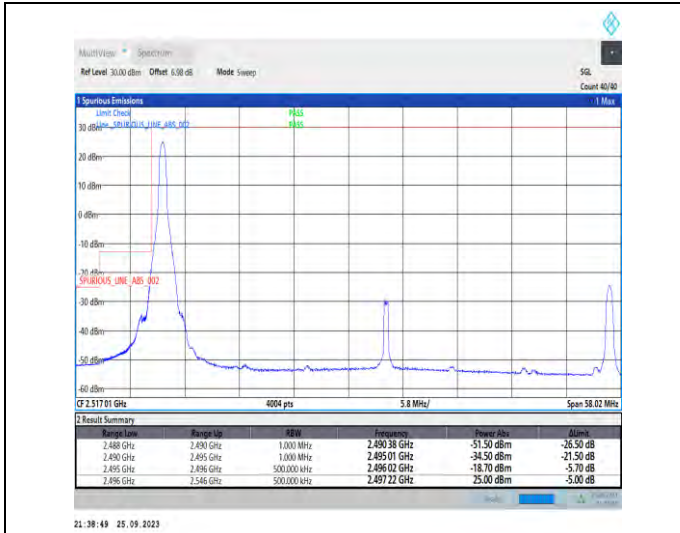 MultiView Spectrum
Ref Level 30.00 dBm Offset 6.98 dB Mode Sweep SGL
Count 40/40
1 Spurious Emissions 1 Max
Limit Check PASS
30 dBm Line _SPURIOUS_LINE_ABS_002 PASS
20 dBm
10 dBm
0 dBm
-10 dBm
-20 dBm
_SPURIOUS_LINE_ABS_002
-30 dBm
-40 dBm
-50 dBm
-60 dBm
CF 2.517 01 GHz 4004 pts 5.8 MHz/ Span 58.02 MHz
2 Result Summary
Range Low Range Up RBW Frequency Power Abs ΔLimit
2.488 GHz 2.490 GHz 1.000 MHz 2.490 38 GHz -51.50 dBm -26.50 dB
2.490 GHz 2.495 GHz 1.000 MHz 2.495 01 GHz -34.50 dBm -21.50 dB
2.495 GHz 2.496 GHz 500.000 kHz 2.496 02 GHz -18.70 dBm -5.70 dB
2.496 GHz 2.546 GHz 500.000 kHz 2.497 22 GHz 25.00 dBm -5.00 dB
21:38:49 25.09.2023